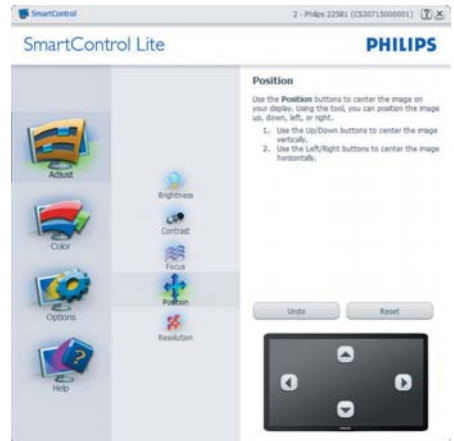 SmartControl
2 - Philips 22581 (CS30715000001)
SmartControl Lite
PHILIPS
Adjust
Color
Options
Help
Brightness
Contrast
Focus
Position
Resolution
Position
Use the Position buttons to center the image on
your display. Using this tool, you can position the image
up, down, left, or right.
1. Use the Up/Down buttons to center the image
vertically.
2. Use the Left/Right buttons to center the image
horizontally.
Undo
Reset